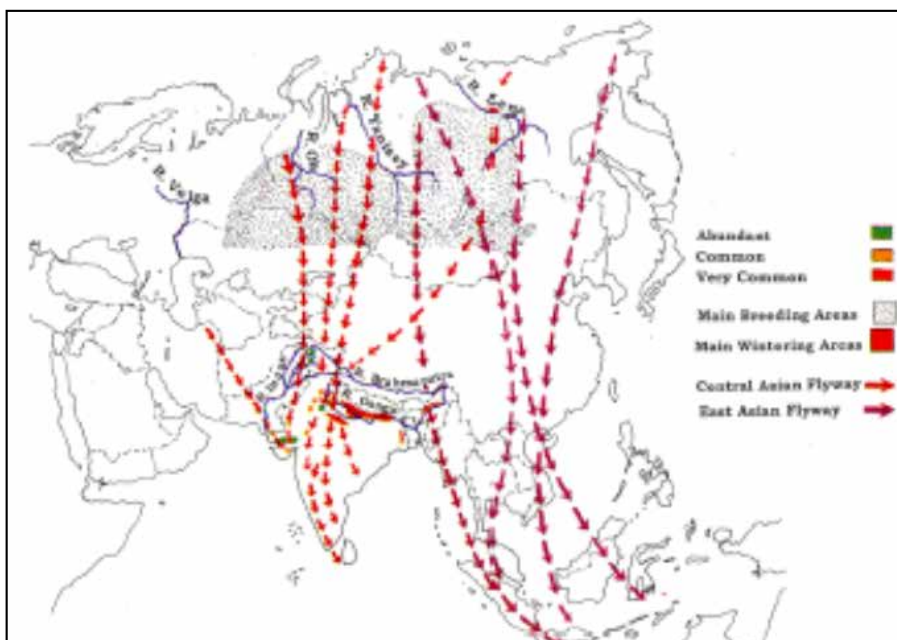 R. Lena
R. Yenisey
R. Ob
R. Volga
Abundant
Common
Very Common
Main Breeding Areas
Main Wintering Areas
R. Brahmaputra
R. Ganga
Central Asian Flyway
East Asian Flyway